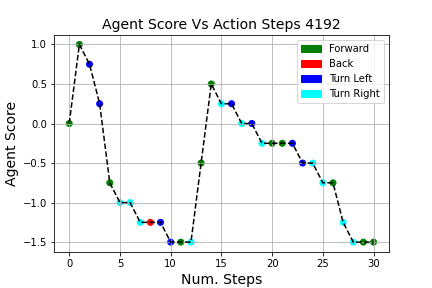 Agent Score Vs Action Steps 4192
Agent Score
1.0
0.5
0.0
−0.5
−1.0
−1.5
Forward
Back
Turn Left
Turn Right
0 5 10 15 20 25 30
Num. Steps